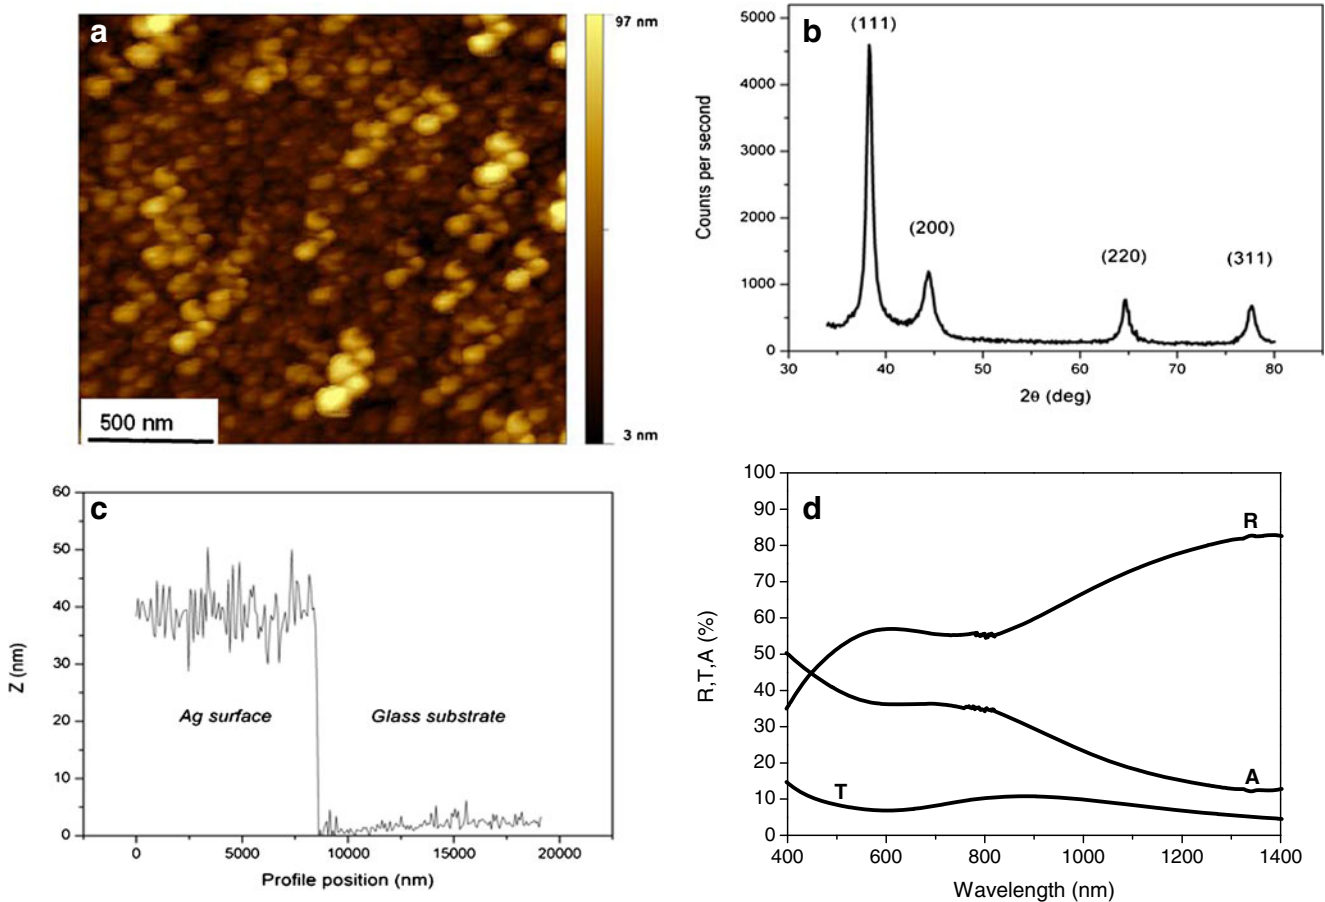 a
97 nm
3 nm
500 nm
b
(111)
(200)
(220)
(311)
5000
4000
3000
2000
1000
0
Counts per second
30 40 50 60 70 80
2θ (deg)
c
60
50
40
30
20
10
0
Z (nm)
Ag surface
Glass substrate
0 5000 10000 15000 20000
Profile position (nm)
d
100
90
80
70
60
50
40
30
20
10
0
R,T,A (%)
R
A
T
400 600 800 1000 1200 1400
Wavelength (nm)